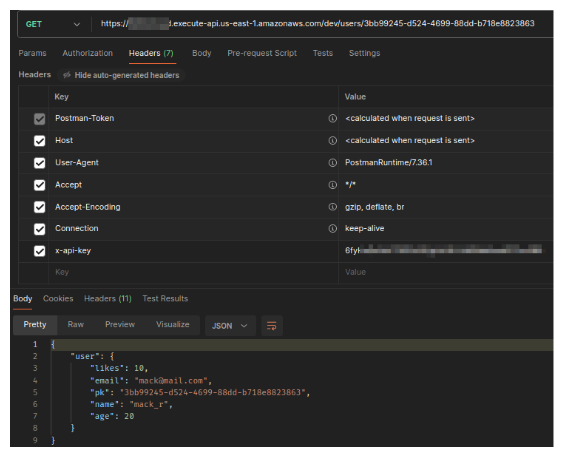 GET https:// .execute-api.us-east-1.amazonaws.com/dev/users/3bb99245-d524-4699-88dd-b718e8823863
Params Authorization Headers (7) Body Pre-request Script Tests Settings
Headers Hide auto-generated headers
Key Value
Postman-Token <calculated when request is sent>
Host <calculated when request is sent>
User-Agent PostmanRuntime/7.36.1
Accept */*
Accept-Encoding gzip, deflate, br
Connection keep-alive
x-api-key 6fy
Key Value
Body Cookies Headers (11) Test Results
Pretty Raw Preview Visualize JSON
1 {
2 "user": {
3 "likes": 10,
4 "email": "mack@mail.com",
5 "pk": "3bb99245-d524-4699-88dd-b718e8823863",
6 "name": "mack_r",
7 "age": 20
8 }
9 }